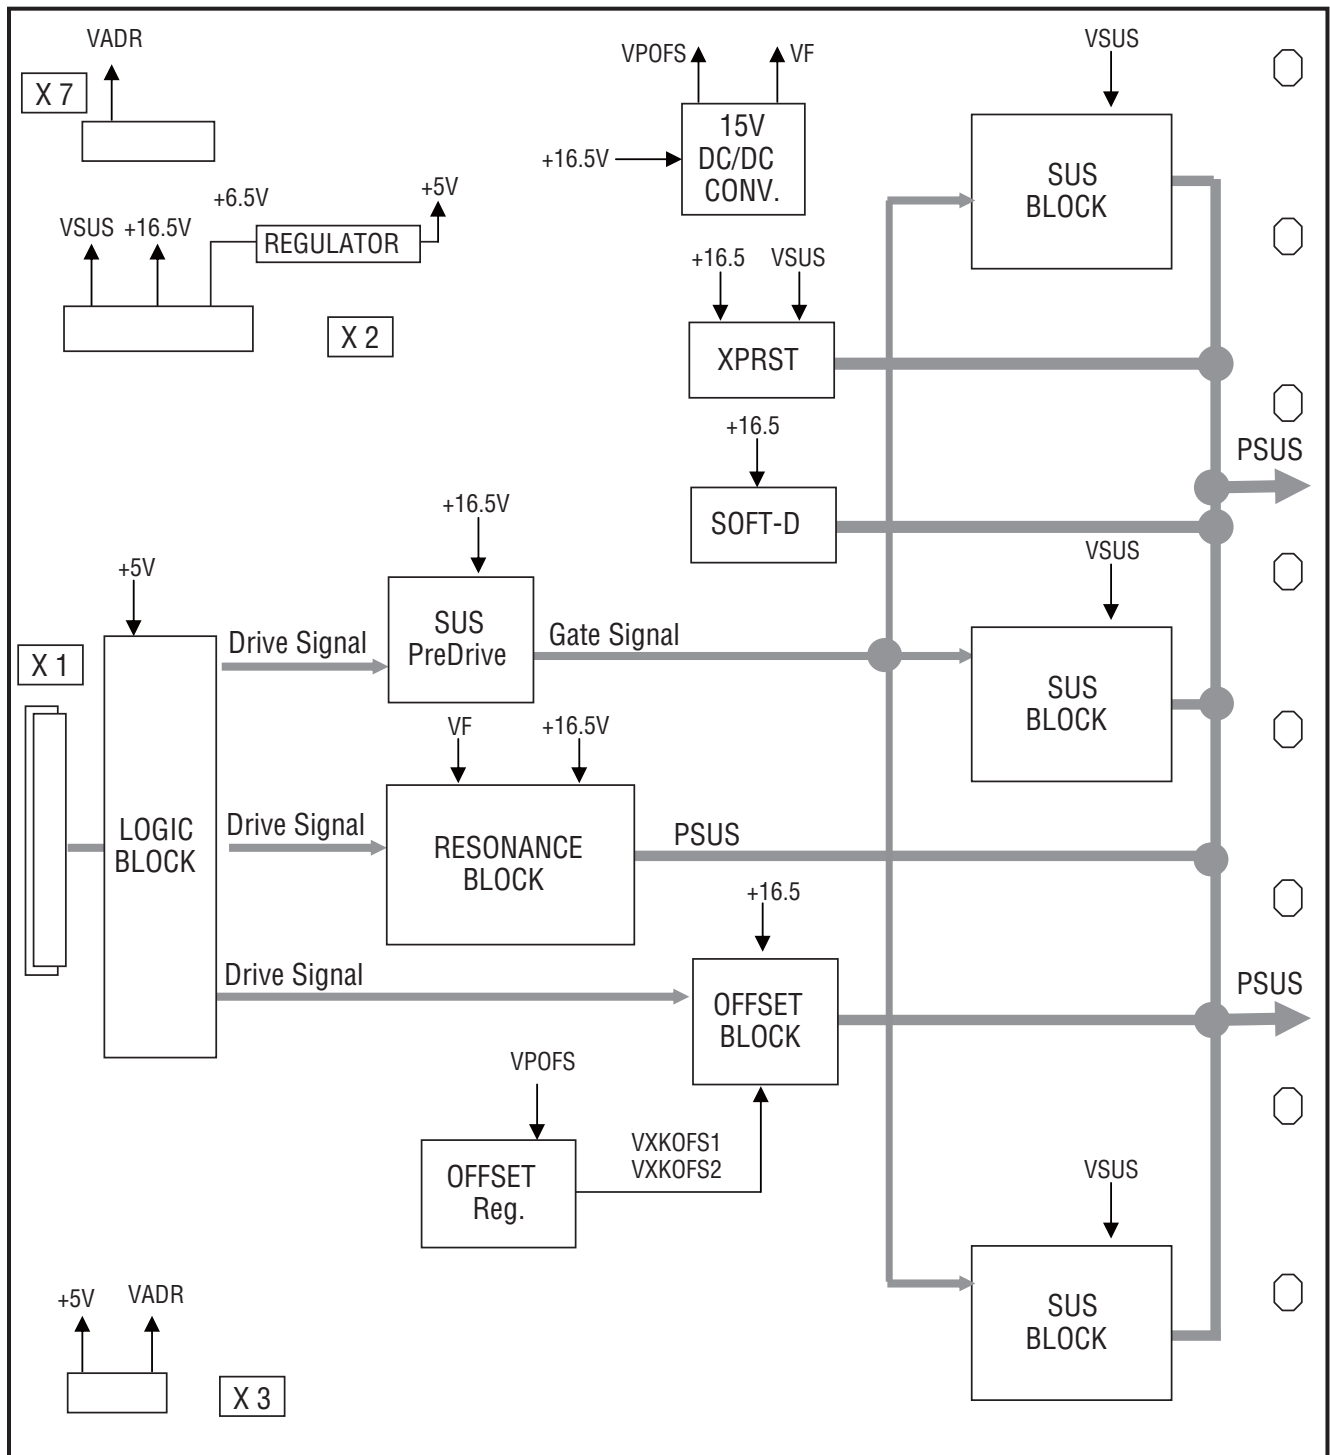 VADR
X 7
VPOFS
VF
VSUS
15V
DC/DC
CONV.
+16.5V
SUS
BLOCK
+6.5V
+5V
VSUS
+16.5V
REGULATOR
X 2
+16.5
VSUS
XPRST
+16.5
PSUS
SOFT-D
+16.5V
VSUS
+5V
SUS
PreDrive
Drive Signal
Gate Signal
X 1
SUS
BLOCK
VF
+16.5V
LOGIC
BLOCK
Drive Signal
RESONANCE
BLOCK
PSUS
+16.5
Drive Signal
OFFSET
BLOCK
PSUS
VPOFS
VXKOFS1
VXKOFS2
OFFSET
Reg.
VSUS
SUS
BLOCK
+5V
VADR
X 3